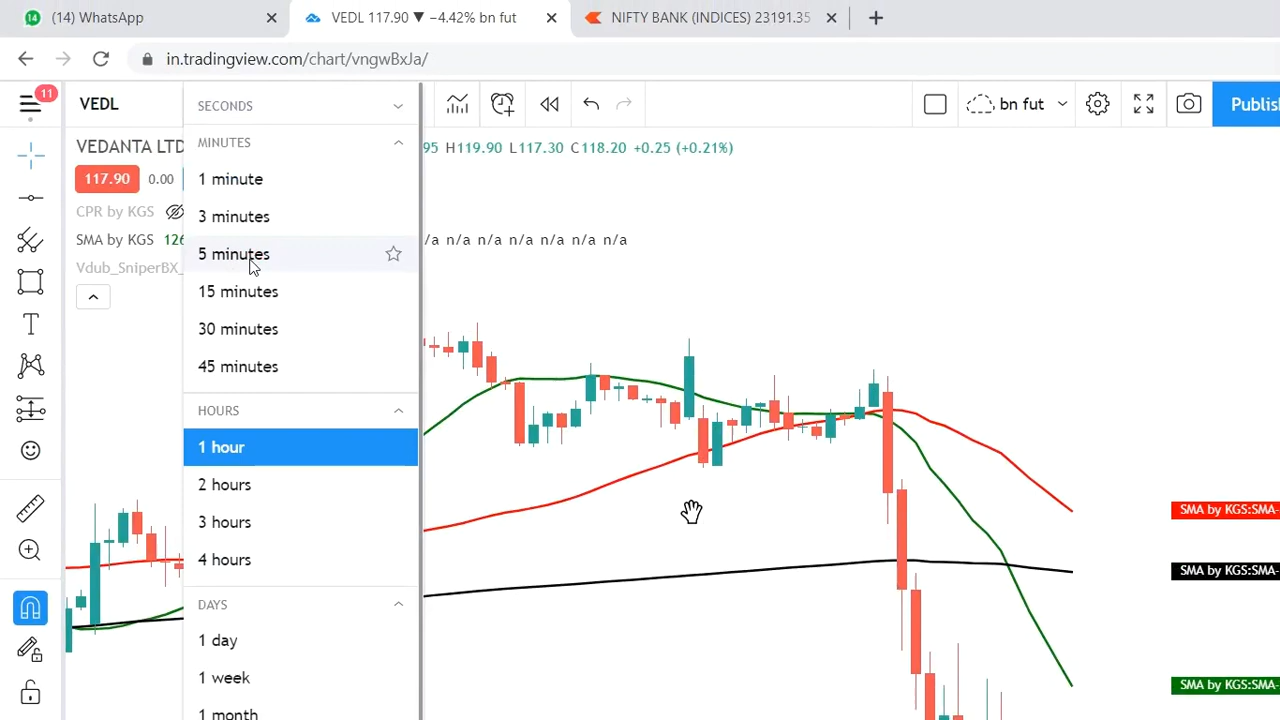 14
(14) WhatsApp
VEDL 117.90 ▼ −4.42% bn fut
NIFTY BANK (INDICES) 23191.35
in.tradingview.com/chart/vngwBxJa/
11
VEDL
SECONDS
bn fut
Publis
MINUTES
VEDANTA LTD
95 H119.90 L117.30 C118.20 +0.25 (+0.21%)
117.90
0.00
1 minute
CPR by KGS
3 minutes
SMA by KGS 126
/a n/a n/a n/a n/a n/a n/a
5 minutes
Vdub_SniperBX_
15 minutes
30 minutes
45 minutes
HOURS
1 hour
2 hours
3 hours
SMA by KGS:SMA-
4 hours
SMA by KGS:SMA-
DAYS
1 day
1 week
SMA by KGS:SMA-
1 month